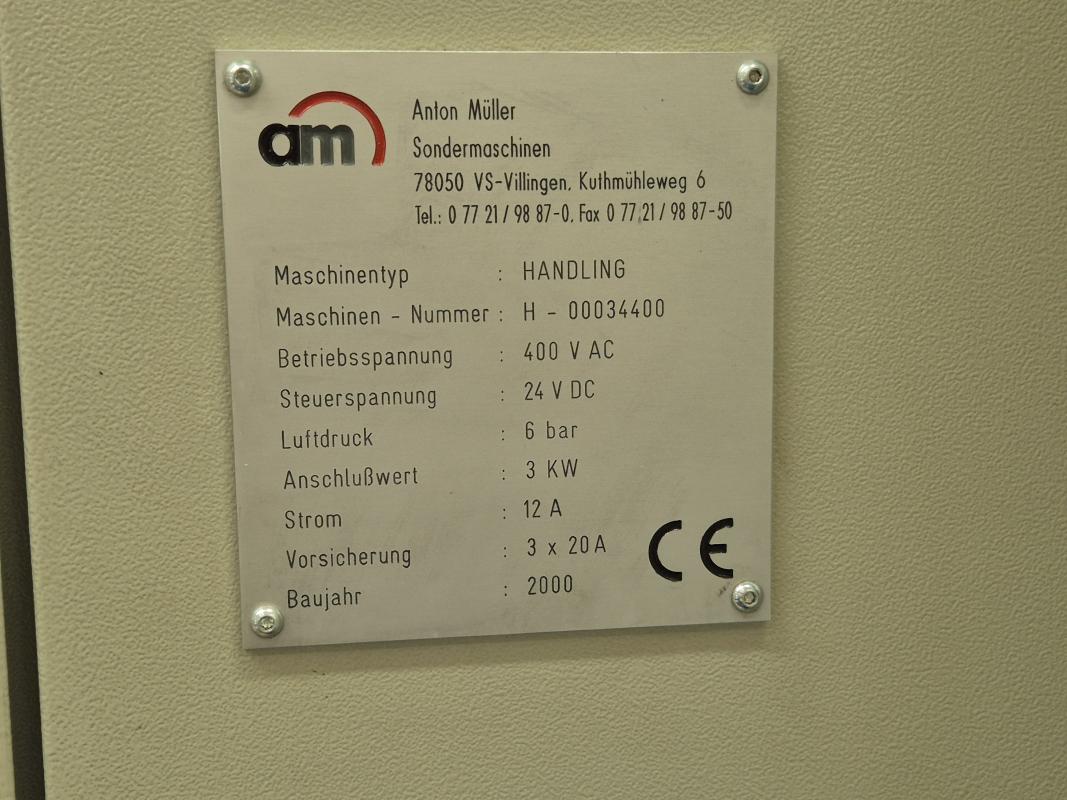 am
Anton Müller
Sondermaschinen
78050 VS-Villingen, Kuthmühleweg 6
Tel.: 0 77 21 / 98 87-0, Fax 0 77 21 / 98 87-50
Maschinentyp : HANDLING
Maschinen - Nummer : H - 00034400
Betriebsspannung : 400 V AC
Steuerspannung : 24 V DC
Luftdruck : 6 bar
Anschlußwert : 3 KW
Strom : 12 A
Vorsicherung : 3 x 20 A
Baujahr : 2000
CE